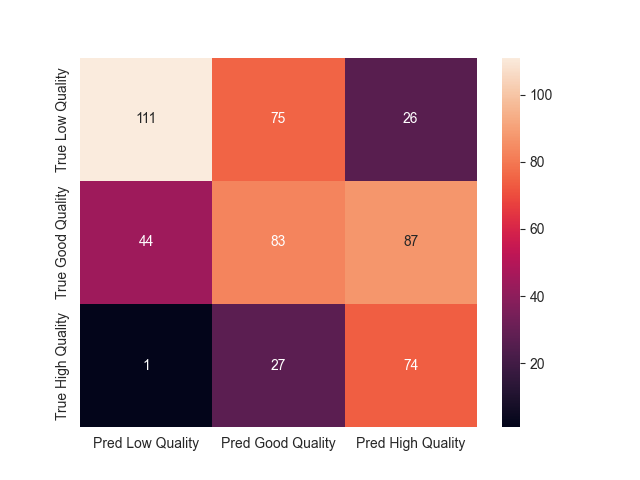 True Low Quality
111 75 26
True Good Quality
44 83 87
True High Quality
1 27 74
Pred Low Quality Pred Good Quality Pred High Quality
100
80
60
40
20